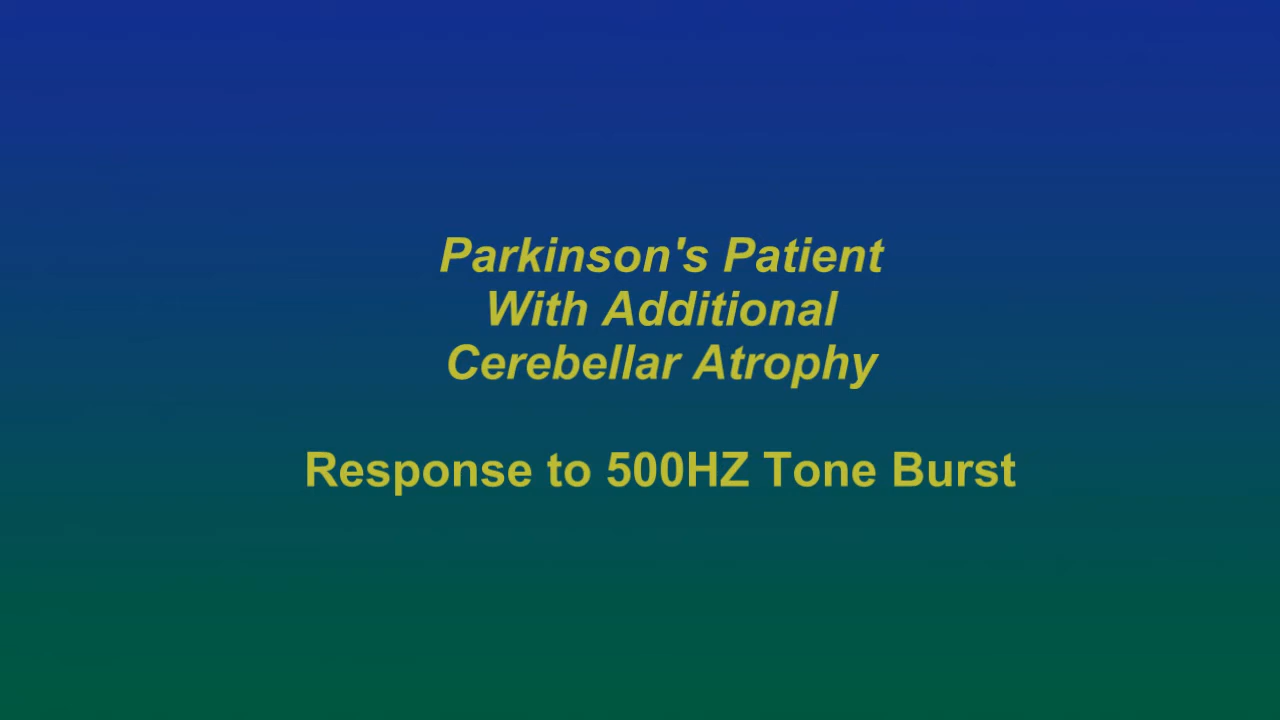 Parkinson's Patient
With Additional
Cerebellar Atrophy
Response to 500HZ Tone Burst